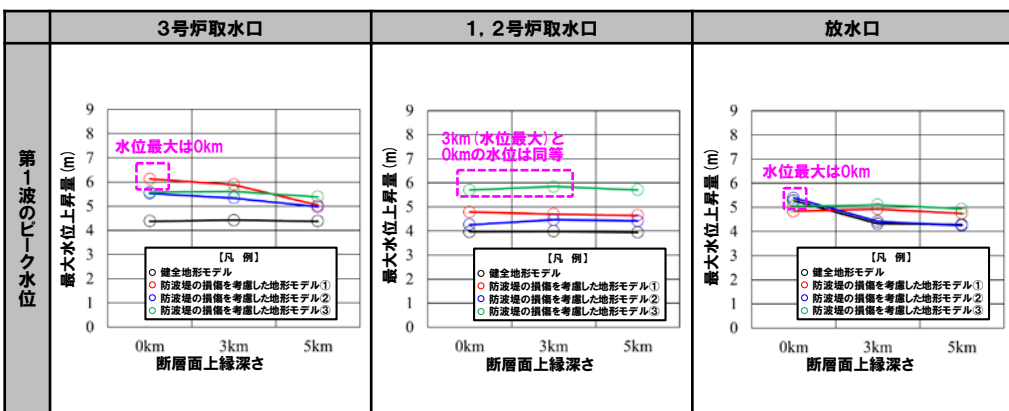 3号炉取水口
1，2号炉取水口
放水口
第1波のピーク水位
最大水位上昇量(m)
9
8
7
6
5
4
3
2
1
0
水位最大は0km
【凡 例】
健全地形モデル
防波堤の損傷を考慮した地形モデル①
防波堤の損傷を考慮した地形モデル②
防波堤の損傷を考慮した地形モデル③
0km 3km 5km
断層面上縁深さ
最大水位上昇量(m)
9
8
7
6
5
4
3
2
1
0
3km(水位最大)と
0kmの水位は同等
【凡 例】
健全地形モデル
防波堤の損傷を考慮した地形モデル①
防波堤の損傷を考慮した地形モデル②
防波堤の損傷を考慮した地形モデル③
0km 3km 5km
断層面上縁深さ
最大水位上昇量(m)
9
8
7
6
5
4
3
2
1
0
水位最大は0km
【凡 例】
健全地形モデル
防波堤の損傷を考慮した地形モデル①
防波堤の損傷を考慮した地形モデル②
防波堤の損傷を考慮した地形モデル③
0km 3km 5km
断層面上縁深さ